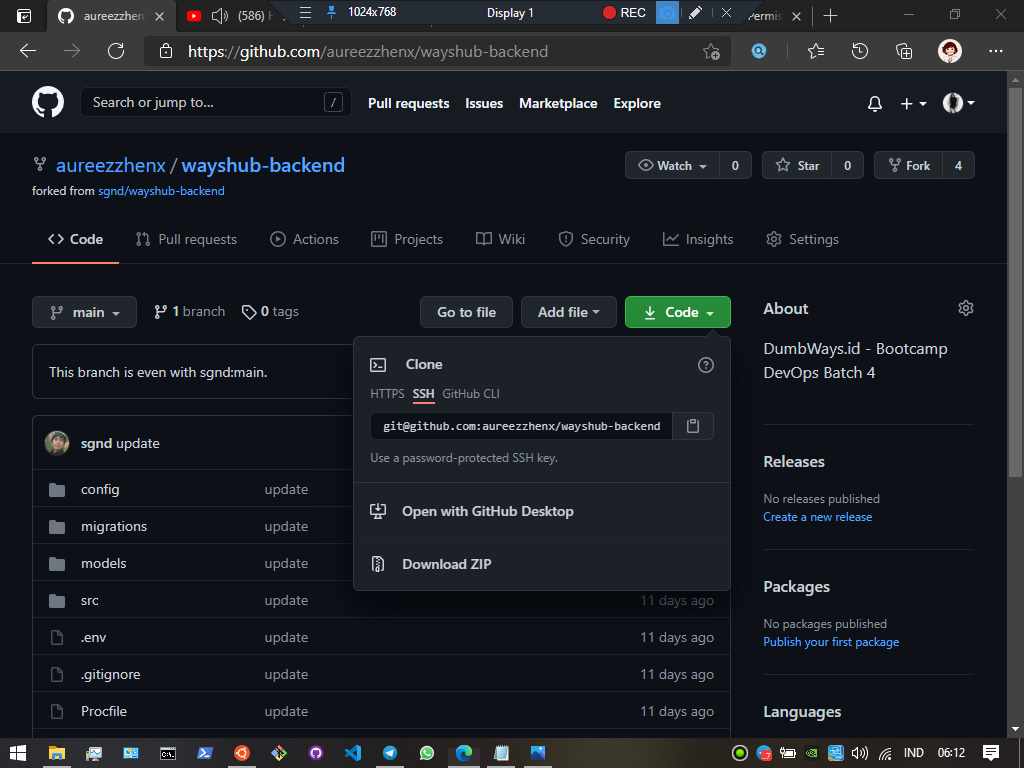 aureezzhen
(586)
1024x768
Display 1
REC
Permis
https://github.com/aureezzhenx/wayshub-backend
Search or jump to...
/
Pull requests
Issues
Marketplace
Explore
aureezzhenx / wayshub-backend
Watch 0
Star 0
Fork 4
forked from sgnd/wayshub-backend
Code
Pull requests
Actions
Projects
Wiki
Security
Insights
Settings
main
1 branch
0 tags
Go to file
Add file
Code
This branch is even with sgnd:main.
Clone
HTTPS SSH GitHub CLI
git@github.com:aureezzhenx/wayshub-backend
Use a password-protected SSH key.
Open with GitHub Desktop
Download ZIP
sgnd update
config update
migrations update
models update
src update 11 days ago
.env update 11 days ago
.gitignore update 11 days ago
Procfile update 11 days ago
About
DumbWays.id - Bootcamp
DevOps Batch 4
Releases
No releases published
Create a new release
Packages
No packages published
Publish your first package
Languages
IND
06:12